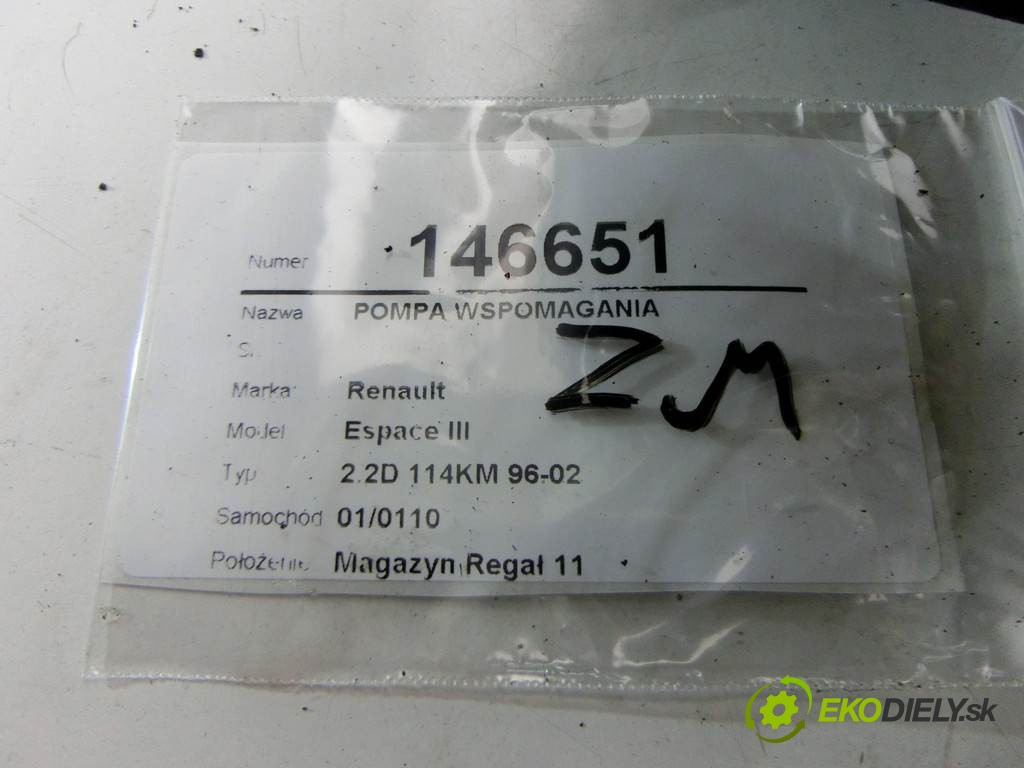 Numer 146651
Nazwa POMPA WSPOMAGANIA
S.
Marka Renault
Model Espace III
Typ 2.2D 114KM 96-02
Samochód 01/0110
Położenie Magazyn Regał 11
ZM
EKODIELY.sk